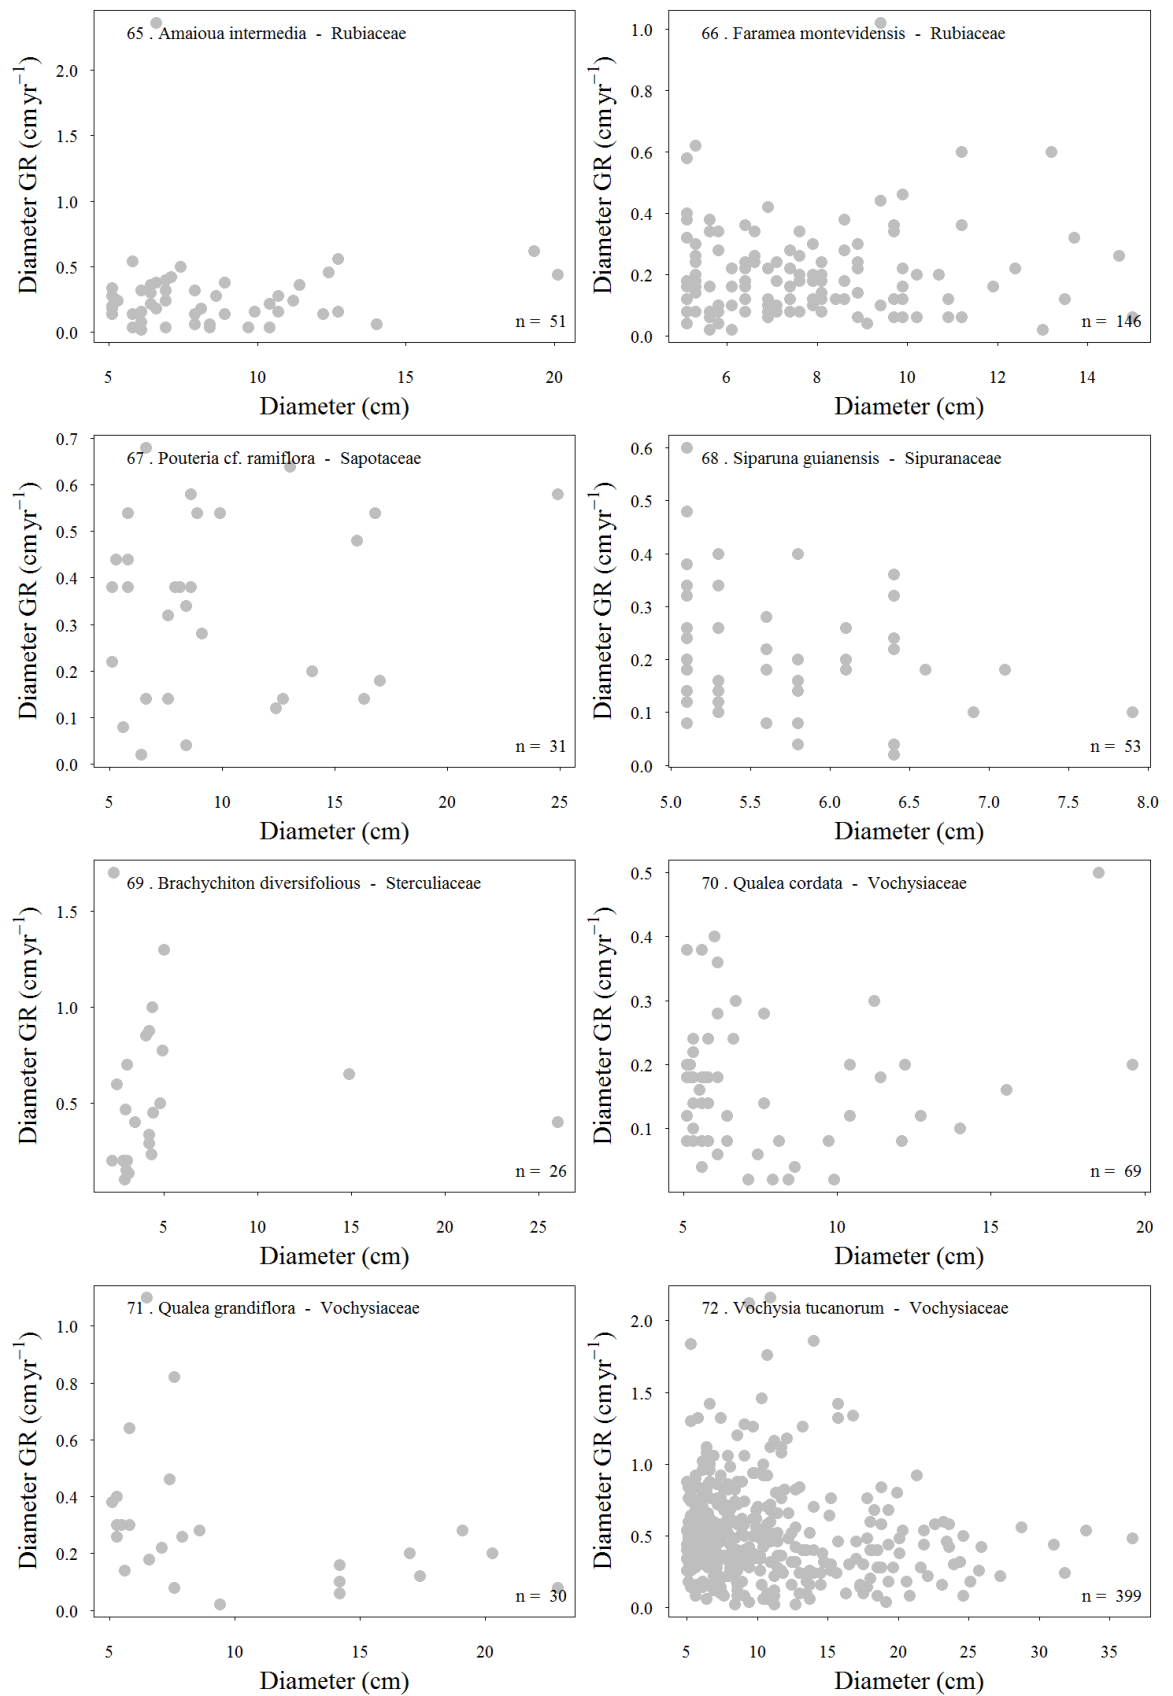 65 . Amaioua intermedia - Rubiaceae
Diameter GR (cm yr−1)
2.0
1.5
1.0
0.5
0.0
n = 51
5 10 15 20
Diameter (cm)
66 . Faramea montevidensis - Rubiaceae
Diameter GR (cm yr−1)
1.0
0.8
0.6
0.4
0.2
0.0
n = 146
6 8 10 12 14
Diameter (cm)
67 . Pouteria cf. ramiflora - Sapotaceae
Diameter GR (cm yr−1)
0.7
0.6
0.5
0.4
0.3
0.2
0.1
0.0
n = 31
5 10 15 20 25
Diameter (cm)
68 . Siparuna guianensis - Sipuranaceae
Diameter GR (cm yr−1)
0.6
0.5
0.4
0.3
0.2
0.1
0.0
n = 53
5.0 5.5 6.0 6.5 7.0 7.5 8.0
Diameter (cm)
69 . Brachychiton diversifolious - Sterculiaceae
Diameter GR (cm yr−1)
1.5
1.0
0.5
n = 26
5 10 15 20 25
Diameter (cm)
70 . Qualea cordata - Vochysiaceae
Diameter GR (cm yr−1)
0.5
0.4
0.3
0.2
0.1
n = 69
5 10 15 20
Diameter (cm)
71 . Qualea grandiflora - Vochysiaceae
Diameter GR (cm yr−1)
1.0
0.8
0.6
0.4
0.2
0.0
n = 30
5 10 15 20
Diameter (cm)
72 . Vochysia tucanorum - Vochysiaceae
Diameter GR (cm yr−1)
2.0
1.5
1.0
0.5
0.0
n = 399
5 10 15 20 25 30 35
Diameter (cm)